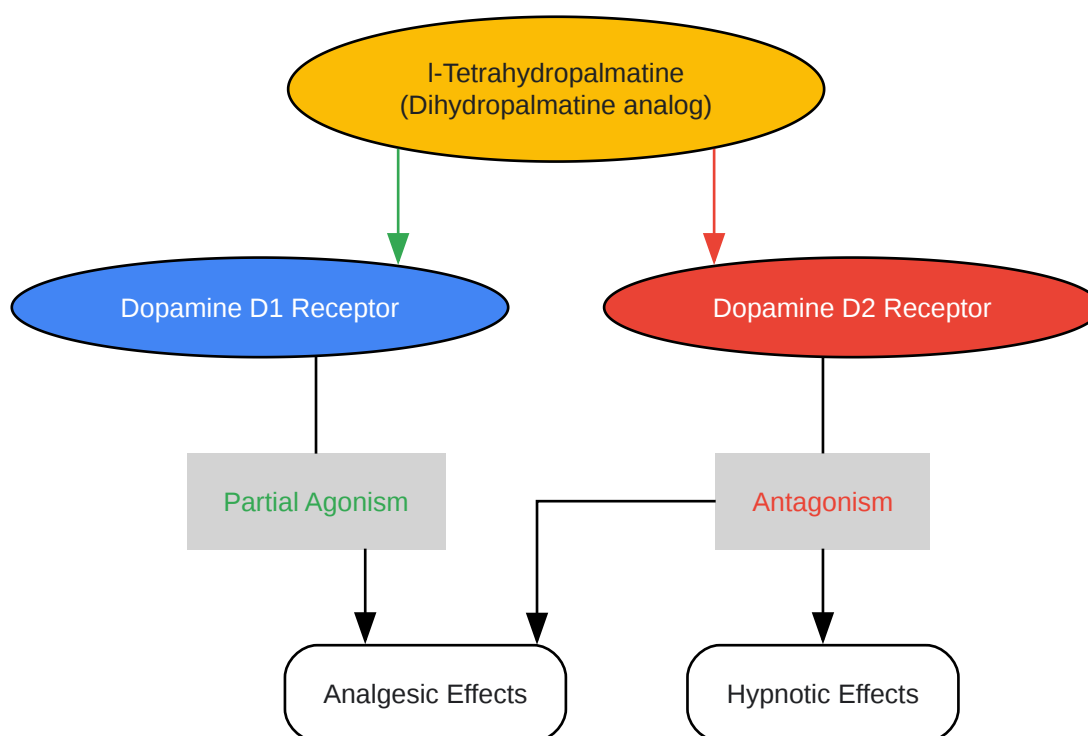 l-Tetrahydropalmatine
(Dihydropalmatine analog)
Dopamine D1 Receptor
Dopamine D2 Receptor
Partial Agonism
Antagonism
Analgesic Effects
Hypnotic Effects